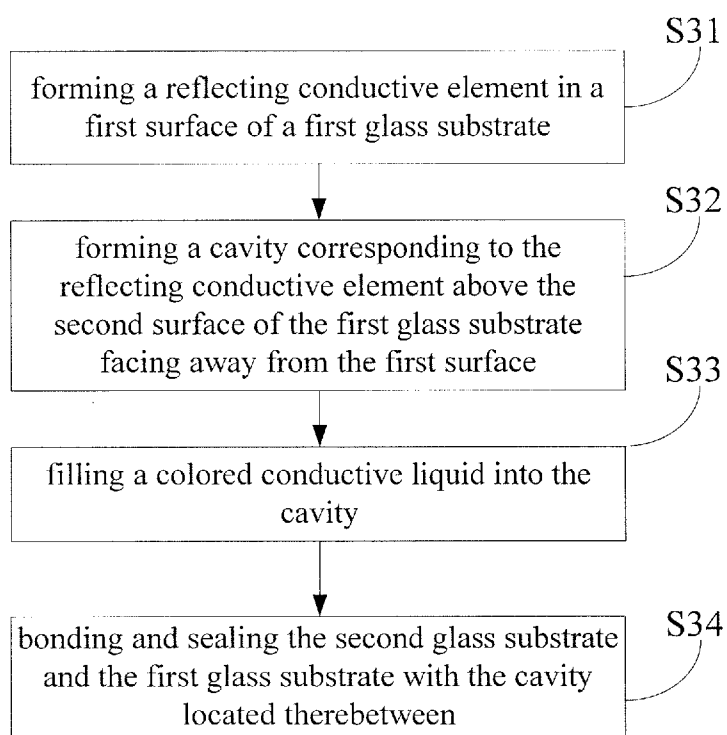 S31
forming a reflecting conductive element in a
first surface of a first glass substrate
S32
forming a cavity corresponding to the
reflecting conductive element above the
second surface of the first glass substrate
facing away from the first surface
S33
filling a colored conductive liquid into the
cavity
S34
bonding and sealing the second glass substrate
and the first glass substrate with the cavity
located therebetween